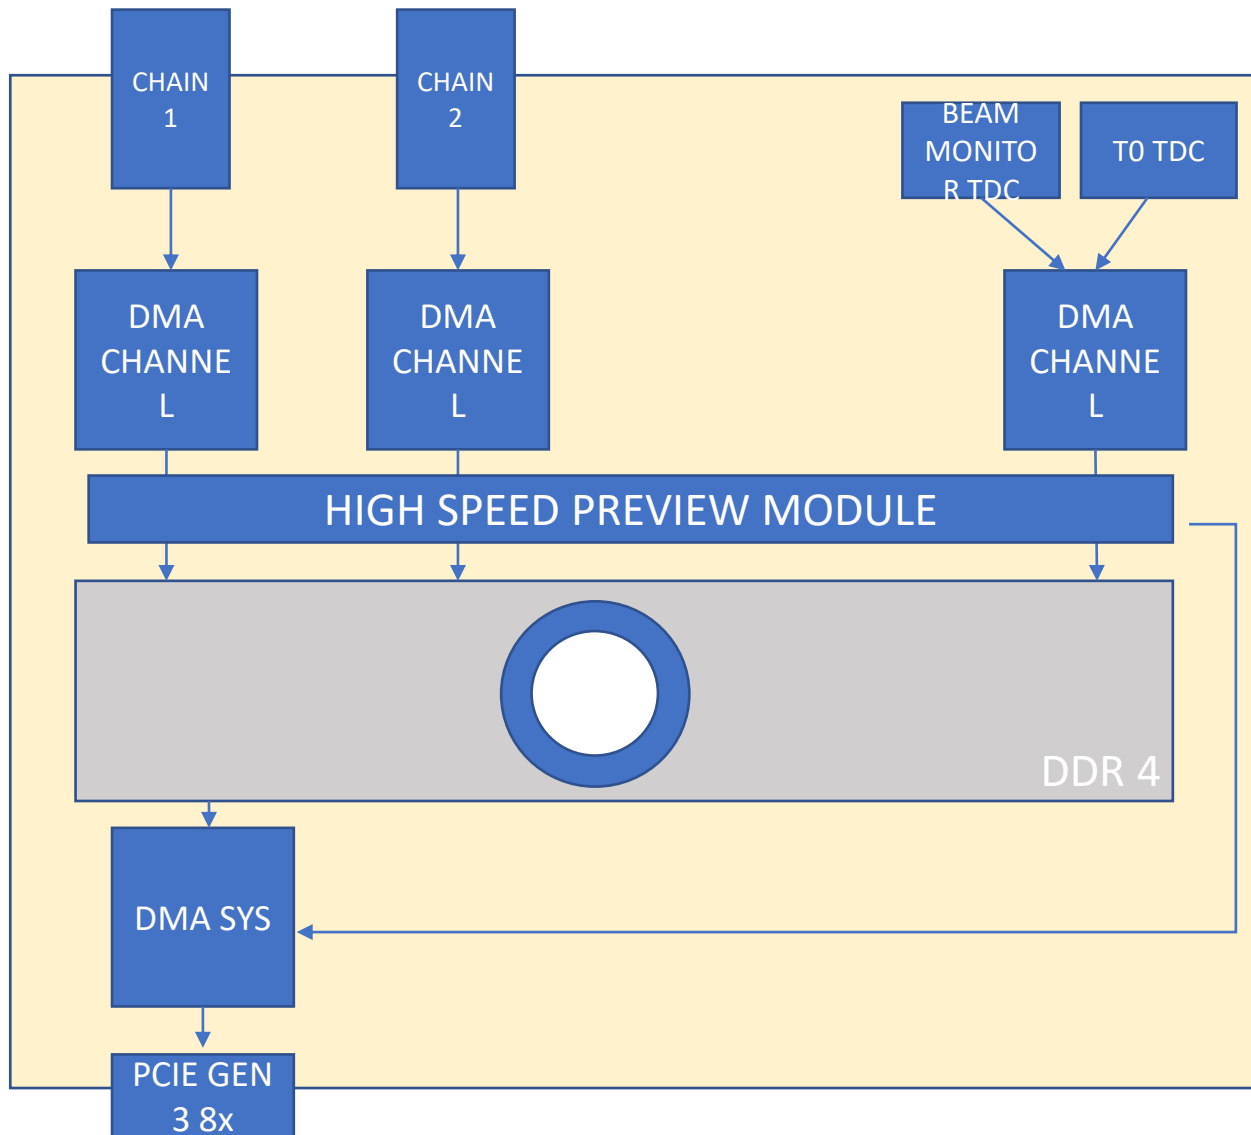 CHAIN
1
CHAIN
2
BEAM
MONITO
R TDC
T0 TDC
DMA
CHANNE
L
DMA
CHANNE
L
DMA
CHANNE
L
HIGH SPEED PREVIEW MODULE
DDR 4
DMA SYS
PCIE GEN
3 8x